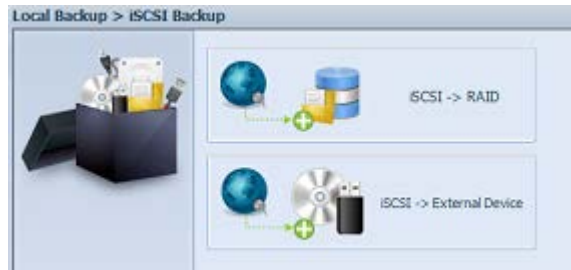 Local Backup > iSCSI Backup
iSCSI -> RAID
iSCSI -> External Device